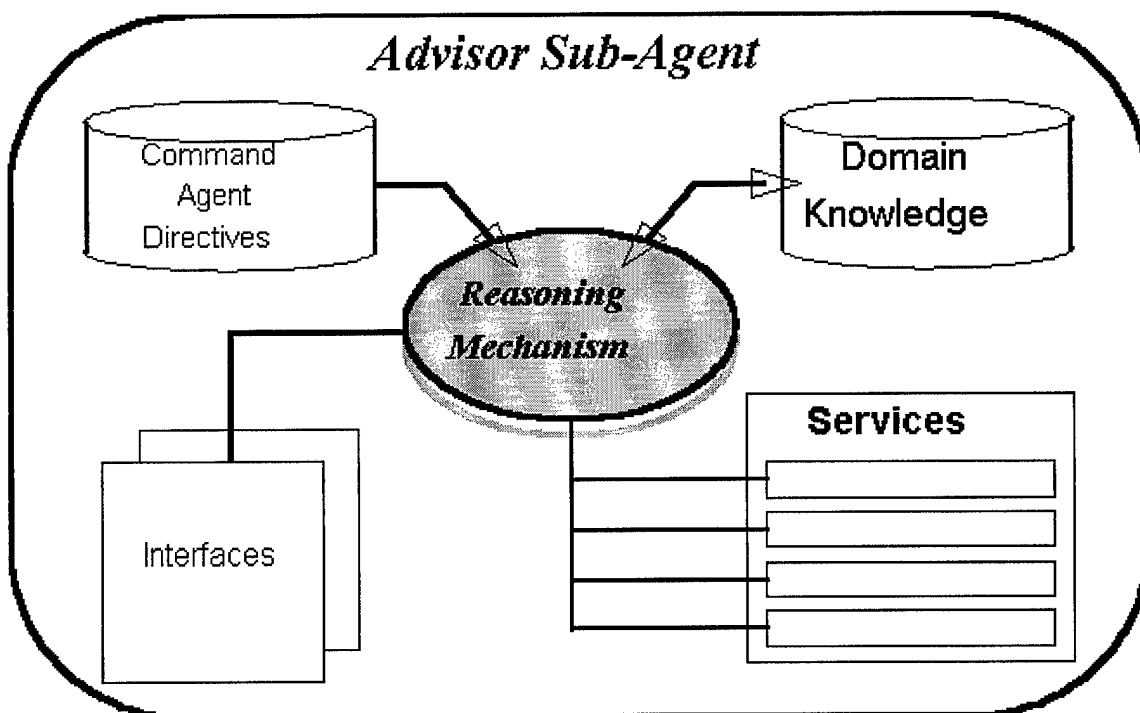 Advisor Sub-Agent
Command
Agent
Directives
Domain
Knowledge
Reasoning
Mechanism
Services
Interfaces